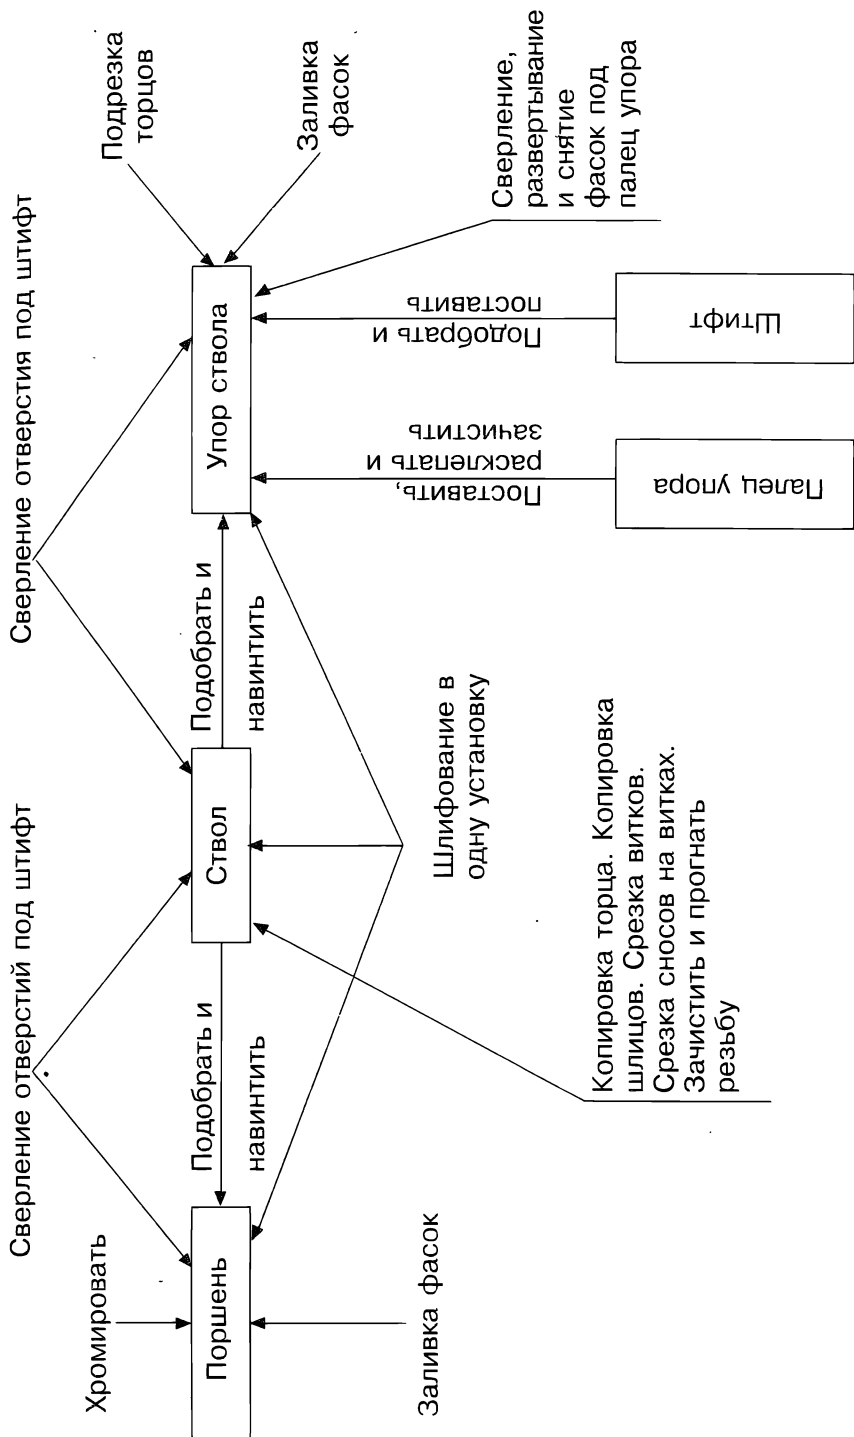 Сверление отверстий под штифт
Сверление отверстия под штифт
Хромировать
Подрезка
торцов
Заливка
фасок
Поршень
Подобрать и
навинтить
Ствол
Подобрать и
навинтить
Упор ствола
Заливка фасок
Шлифование в
одну установку
Поставить,
расклепать и
зачистить
Подобрать и
поставить
Сверление,
развертывание
и снятие
фасок под
палец упора
Копировка торца. Копировка
шлицов. Срезка витков.
Срезка сносов на витках.
Зачистить и прогнать
резьбу
Палец упора
Штифт